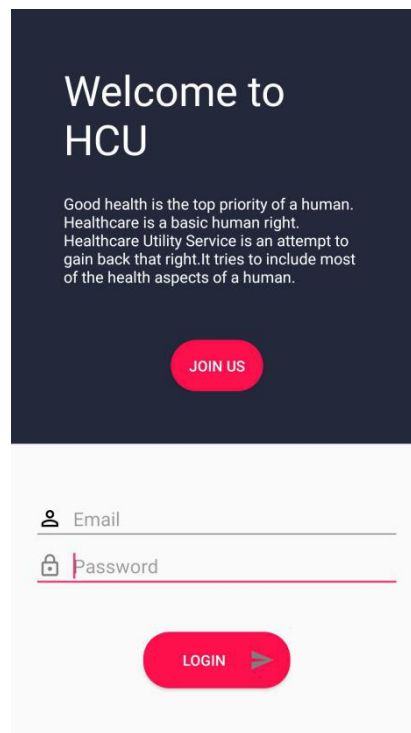 Welcome to
HCU
Good health is the top priority of a human.
Healthcare is a basic human right.
Healthcare Utility Service is an attempt to
gain back that right.It tries to include most
of the health aspects of a human.
JOIN US
Email
Password
LOGIN